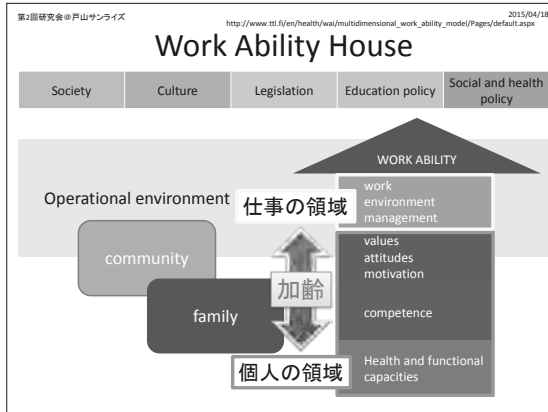 第2回研究会@戸山サンライズ
2015/04/18
http://www.ttl.fi/en/health/wai/multidimensional_work_ability_model/Pages/default.aspx
Work Ability House
Society
Culture
Legislation
Education policy
Social and health
policy
WORK ABILITY
Operational environment
仕事の領域
work
environment
management
community
values
attitudes
motivation
加齢
family
competence
個人の領域
Health and functional
capacities